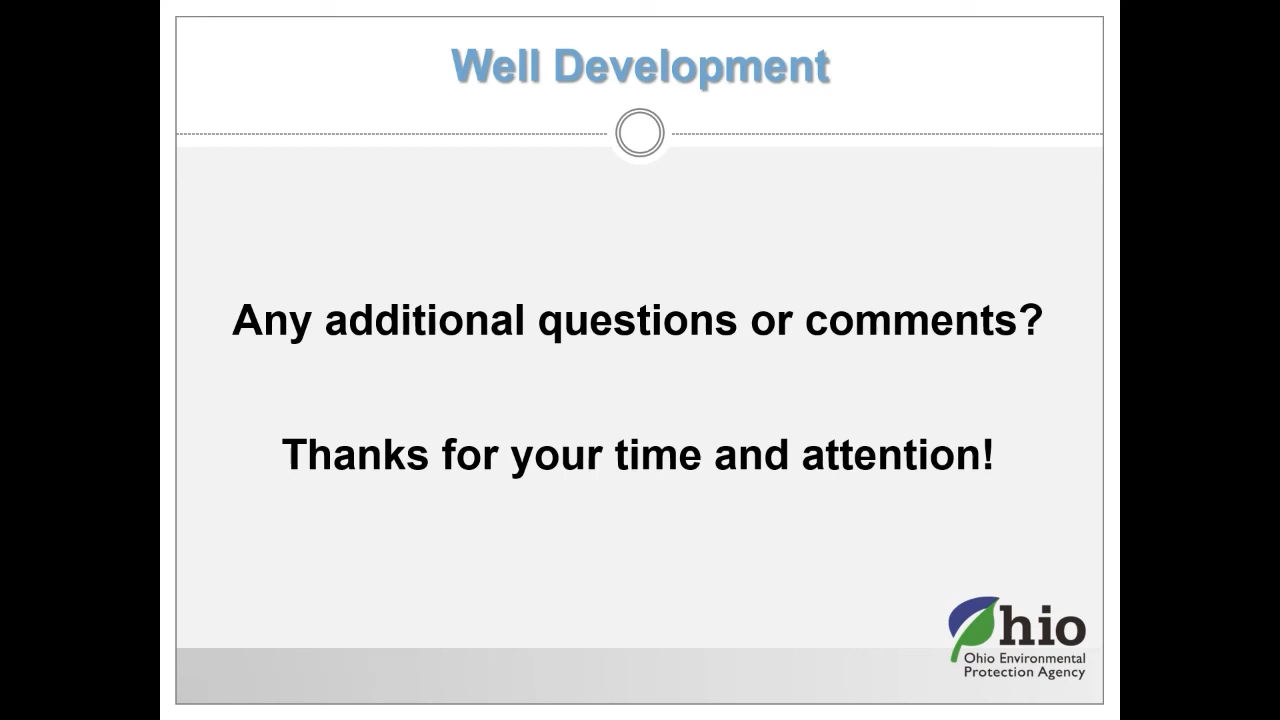 Well Development
Any additional questions or comments?
Thanks for your time and attention!
Ohio
Ohio Environmental
Protection Agency